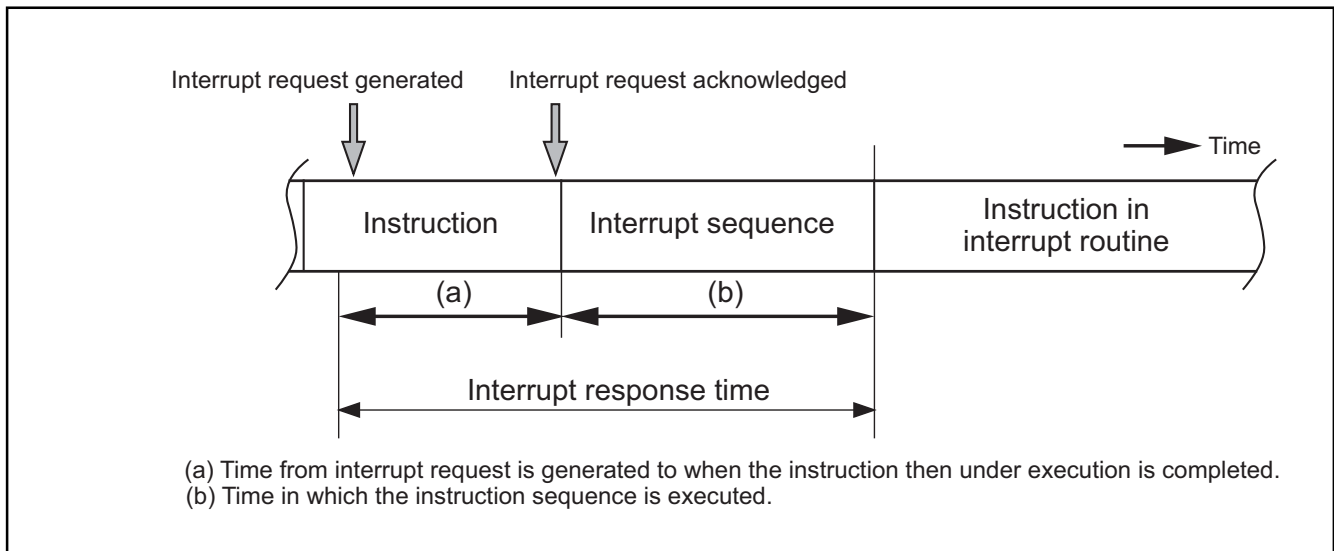 Interrupt request generated
Interrupt request acknowledged
Time
Instruction
Interrupt sequence
Instruction in
interrupt routine
(a)
(b)
Interrupt response time
(a) Time from interrupt request is generated to when the instruction then under execution is completed.
(b) Time in which the instruction sequence is executed.